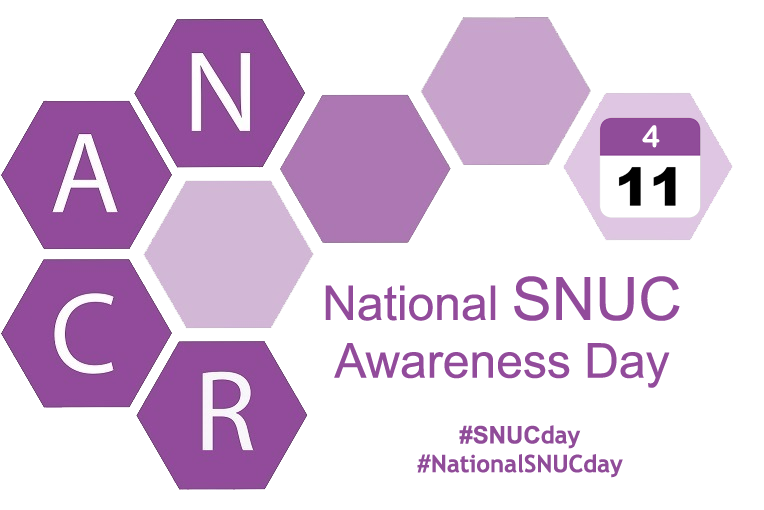 N
A
C
R
4
11
National SNUC
Awareness Day
#SNUCday
#NationalSNUCday